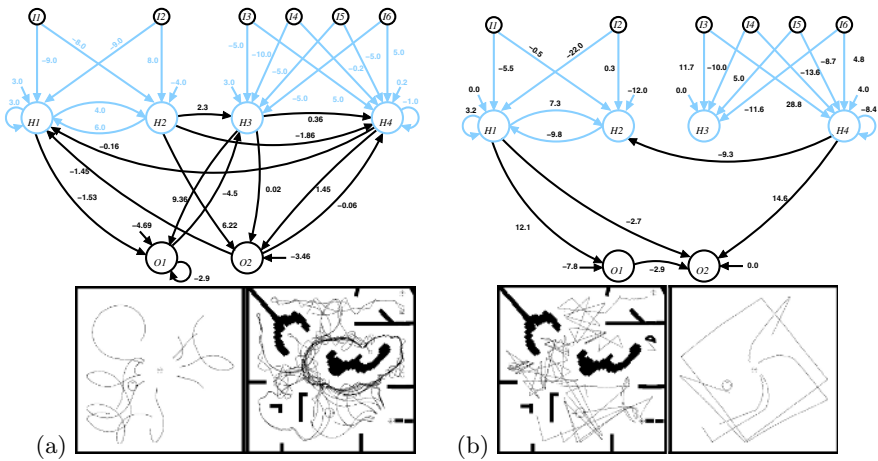 I1 I2 I3 I4 I5 I6
−8.0 −8.0 −9.0 8.0 −4.0
−5.0 −10.0 −5.0 −5.0 −0.2 −5.0 5.0 5.0 0.2 −1.0
3.0 3.0 3.0
H1 4.0 6.0 H2 2.3 H3 0.36 H4
−1.86
−0.16
−1.45
−1.53
9.36 −4.5 0.02 1.45 −0.06
6.22
−4.69 −3.46
O1 O2
−2.9
(a)
I1 I2 I3 I4 I5 I6
−5.5 −0.5 −22.0 0.3 −12.0
11.7 −10.0 5.0 −11.6 −13.6 −8.7 4.8 28.8 4.0 −8.4
0.0 3.2 0.0
H1 7.3 −9.8 H2 H3 H4
−9.3
12.1 −2.7 14.6
−7.8 O1 −2.9 O2 0.0
(b)